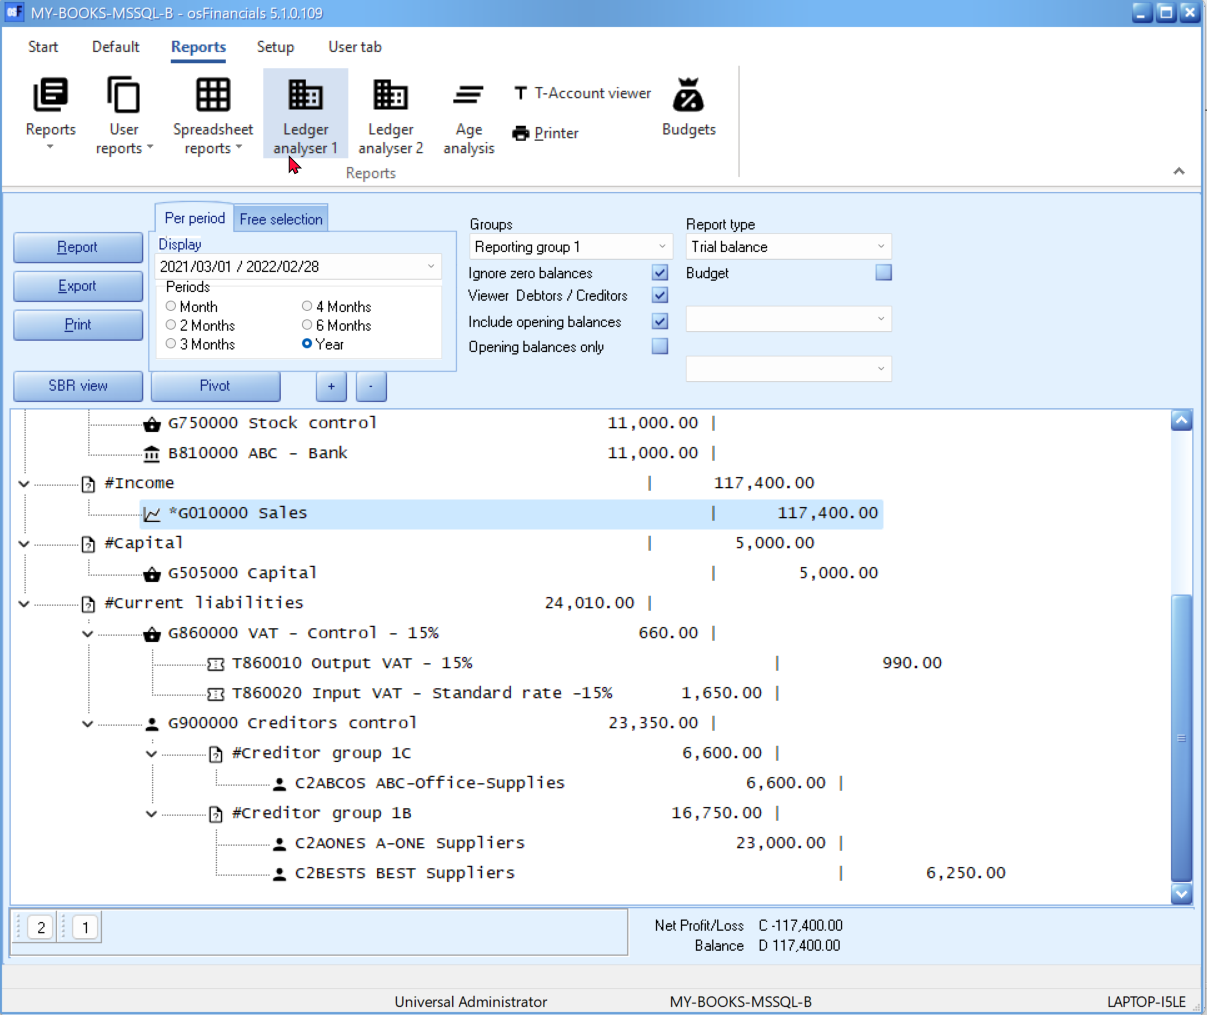 MY-BOOKS-MSSQL-B - osFinancials 5.1.0.109
Start Default Reports Setup User tab
Reports
User reports
Spreadsheet reports
Ledger analyser 1
Ledger analyser 2
Age analysis
T-Account viewer
Printer
Budgets
Reports
Report
Export
Print
SBR view
Pivot
+
-
Per period Free selection
Display
2021/03/01 / 2022/02/28
Periods
Month 4 Months
2 Months 6 Months
3 Months Year
Groups
Reporting group 1
Ignore zero balances
Viewer Debtors / Creditors
Include opening balances
Opening balances only
Report type
Trial balance
Budget
G750000 Stock control 11,000.00 |
B810000 ABC - Bank 11,000.00 |
#Income | 117,400.00
*G010000 Sales | 117,400.00
#Capital | 5,000.00
G505000 Capital | 5,000.00
#Current liabilities 24,010.00 |
G860000 VAT - Control - 15% 660.00 |
T860010 Output VAT - 15% | 990.00
T860020 Input VAT - Standard rate -15% 1,650.00 |
G900000 Creditors control 23,350.00 |
#Creditor group 1C 6,600.00 |
C2ABCOS ABC-Office-Supplies 6,600.00 |
#Creditor group 1B 16,750.00 |
C2AONES A-ONE Suppliers 23,000.00 |
C2BESTS BEST Suppliers | 6,250.00
2 1
Net Profit/Loss C -117,400.00
Balance D 117,400.00
Universal Administrator MY-BOOKS-MSSQL-B LAPTOP-I5LE